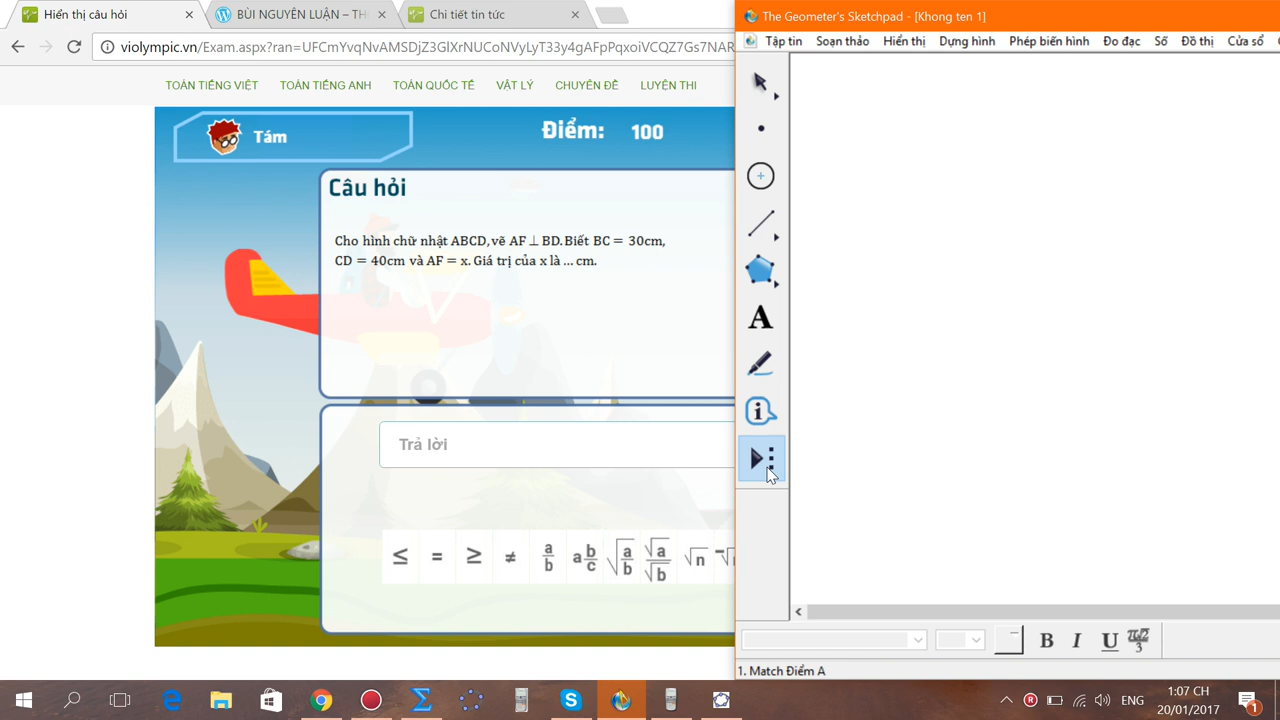 Hiển thị câu hỏi
BÙI NGUYÊN LUẬN – TH
Chi tiết tin tức
violympic.vn/Exam.aspx?ran=UFCmYvqNvAMSDjZ3GlXrNUCoNVyLyT33y4gAFpPqxoiVCQZ7Gs7NAR
TOÁN TIẾNG VIỆT TOÁN TIẾNG ANH TOÁN QUỐC TẾ VẬT LÝ CHUYÊN ĐỀ LUYỆN THI
Tám
Điểm: 100
Câu hỏi
Cho hình chữ nhật ABCD, vẽ AF ⊥ BD. Biết BC = 30cm,
CD = 40cm và AF = x. Giá trị của x là ... cm.
Trả lời
≤ = ≥ ≠ a/b a b/c √a/b √a/√b √n
The Geometer's Sketchpad - [Khong ten 1]
Tập tin Soạn thảo Hiển thị Dựng hình Phép biến hình Đo đạc Số Đồ thị Cửa sổ
A
B I U
1. Match Điểm A
ENG
1:07 CH
20/01/2017
1